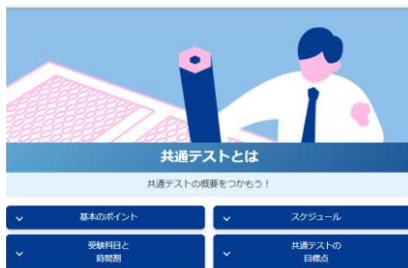 共通テストとは
共通テストの概要をつかもう！
基本のポイント
スケジュール
受験科目と
時間割
共通テストの
目標点